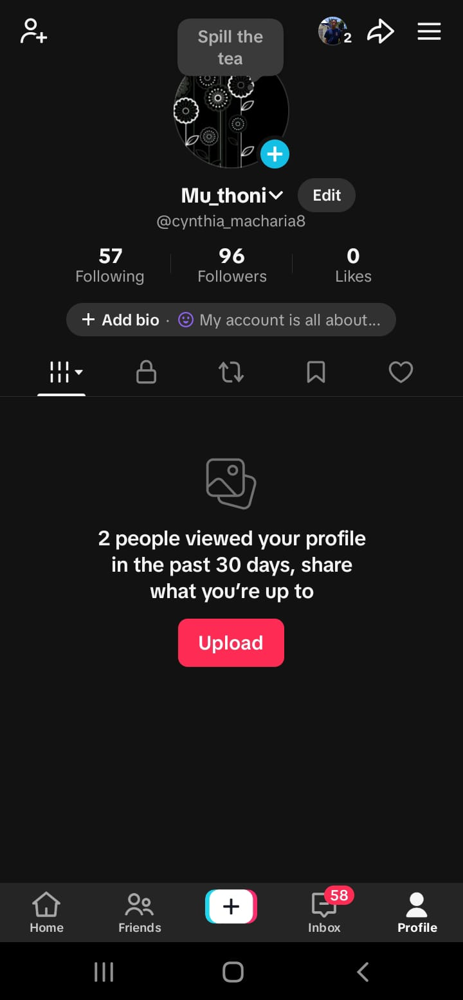 Spill the
tea
2
Mu_thoni
Edit
@cynthia_macharia8
57
Following
96
Followers
0
Likes
+ Add bio · My account is all about...
2 people viewed your profile
in the past 30 days, share
what you’re up to
Upload
Home
Friends
58
Inbox
Profile